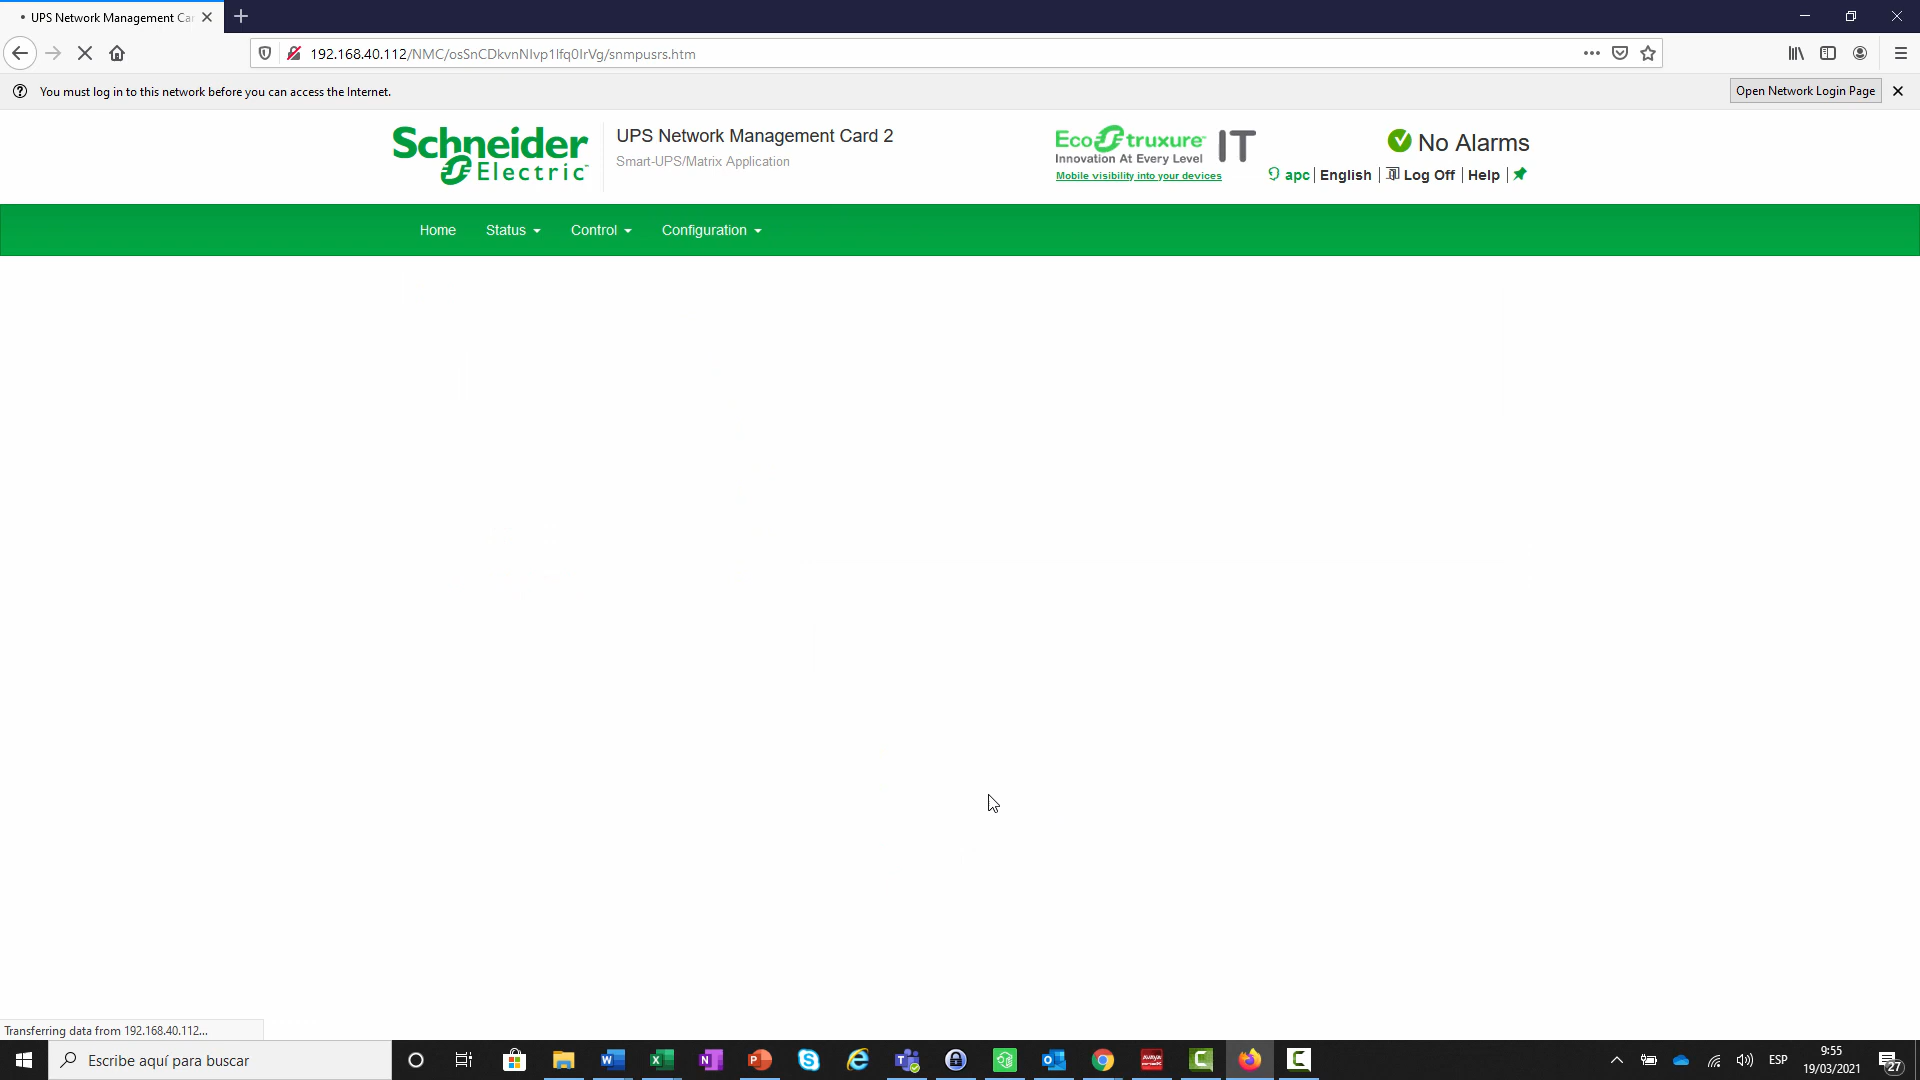 UPS Network Management Car
192.168.40.112/NMC/osSnCDkvnNIvp1lfq0IrVg/snmpusrs.htm
You must log in to this network before you can access the Internet.
Open Network Login Page
Schneider Electric
UPS Network Management Card 2
Smart-UPS/Matrix Application
EcoStruxure IT
Innovation At Every Level
Mobile visibility into your devices
No Alarms
apc | English | Log Off | Help |
Home Status Control Configuration
Transferring data from 192.168.40.112...
Escribe aquí para buscar
ESP
9:55
19/03/2021
27